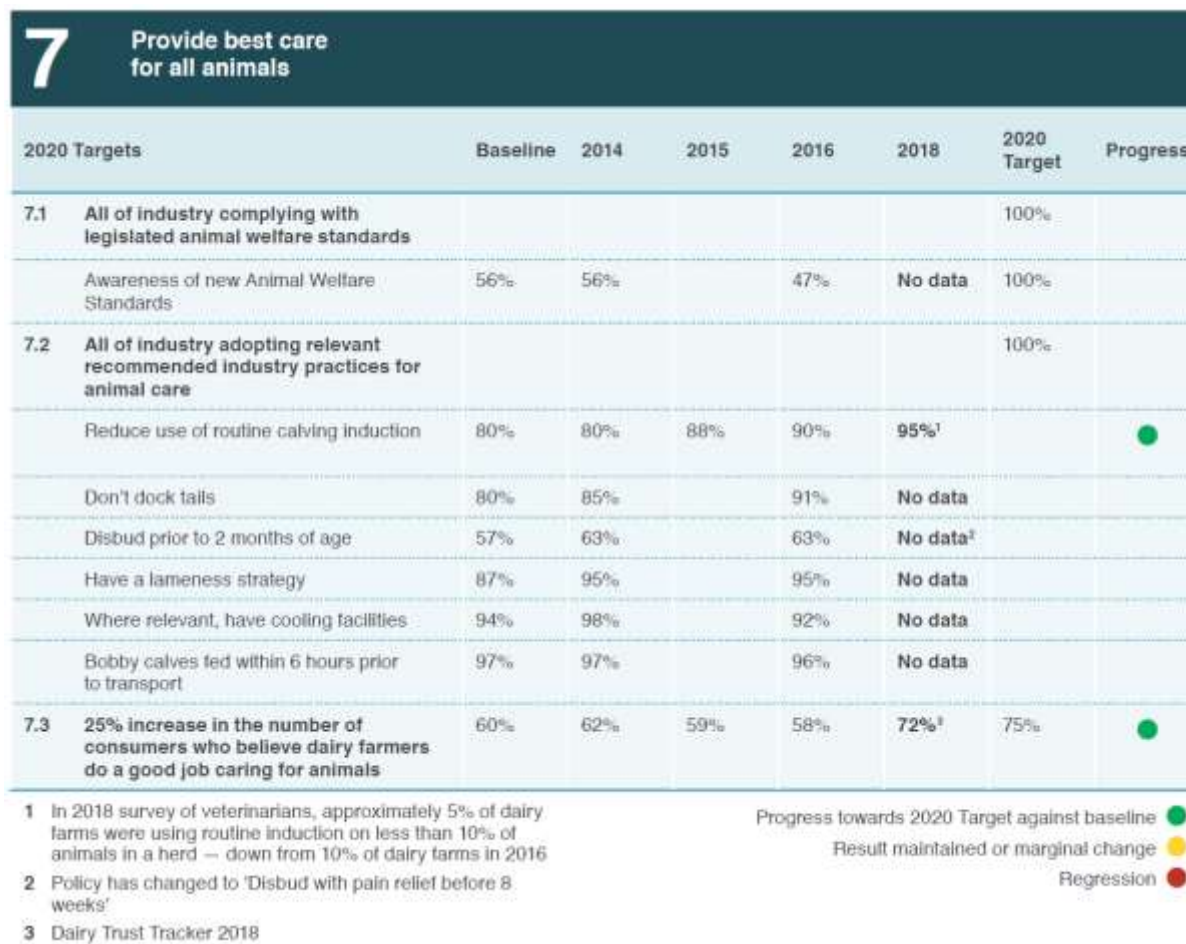 7
Provide best care
for all animals
2020 Targets Baseline 2014 2015 2016 2018 2020 Target Progress
7.1 All of industry complying with
legislated animal welfare standards 100%
Awareness of new Animal Welfare
Standards 56% 56% 47% No data 100%
7.2 All of industry adopting relevant
recommended industry practices for
animal care 100%
Reduce use of routine calving induction 80% 80% 88% 90% 95%¹
Don't dock tails 80% 85% 91% No data
Disbud prior to 2 months of age 57% 63% 63% No data²
Have a lameness strategy 87% 95% 95% No data
Where relevant, have cooling facilities 94% 98% 92% No data
Bobby calves fed within 6 hours prior
to transport 97% 97% 96% No data
7.3 25% increase in the number of
consumers who believe dairy farmers
do a good job caring for animals 60% 62% 59% 58% 72%³ 75%
1 In 2018 survey of veterinarians, approximately 5% of dairy
farms were using routine induction on less than 10% of
animals in a herd — down from 10% of dairy farms in 2016
2 Policy has changed to 'Disbud with pain relief before 8
weeks'
3 Dairy Trust Tracker 2018
Progress towards 2020 Target against baseline
Result maintained or marginal change
Regression